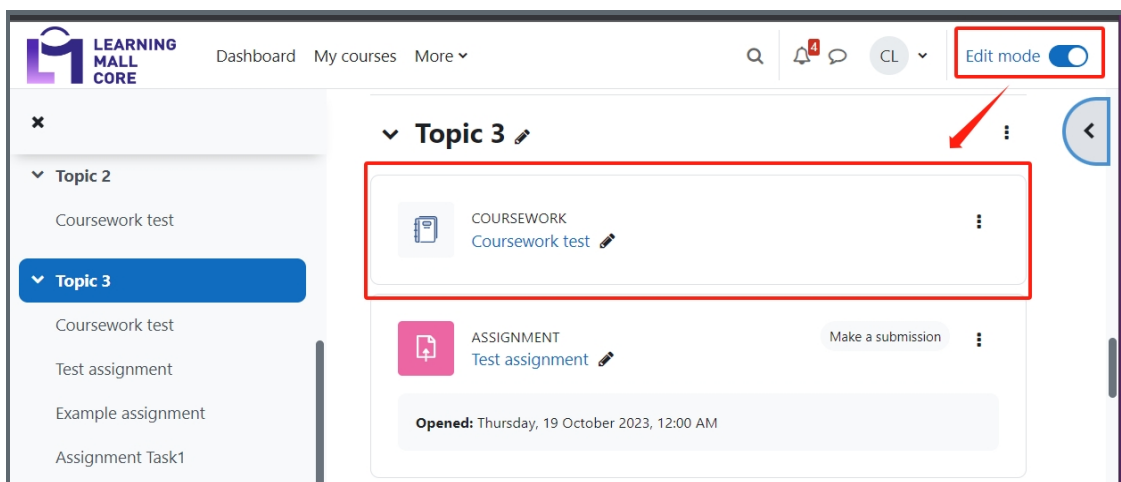 LEARNING
MALL
CORE
Dashboard My courses More
4
CL
Edit mode
Topic 2
Coursework test
Topic 3
Coursework test
Test assignment
Example assignment
Assignment Task1
Topic 3
COURSEWORK
Coursework test
ASSIGNMENT
Make a submission
Test assignment
Opened: Thursday, 19 October 2023, 12:00 AM